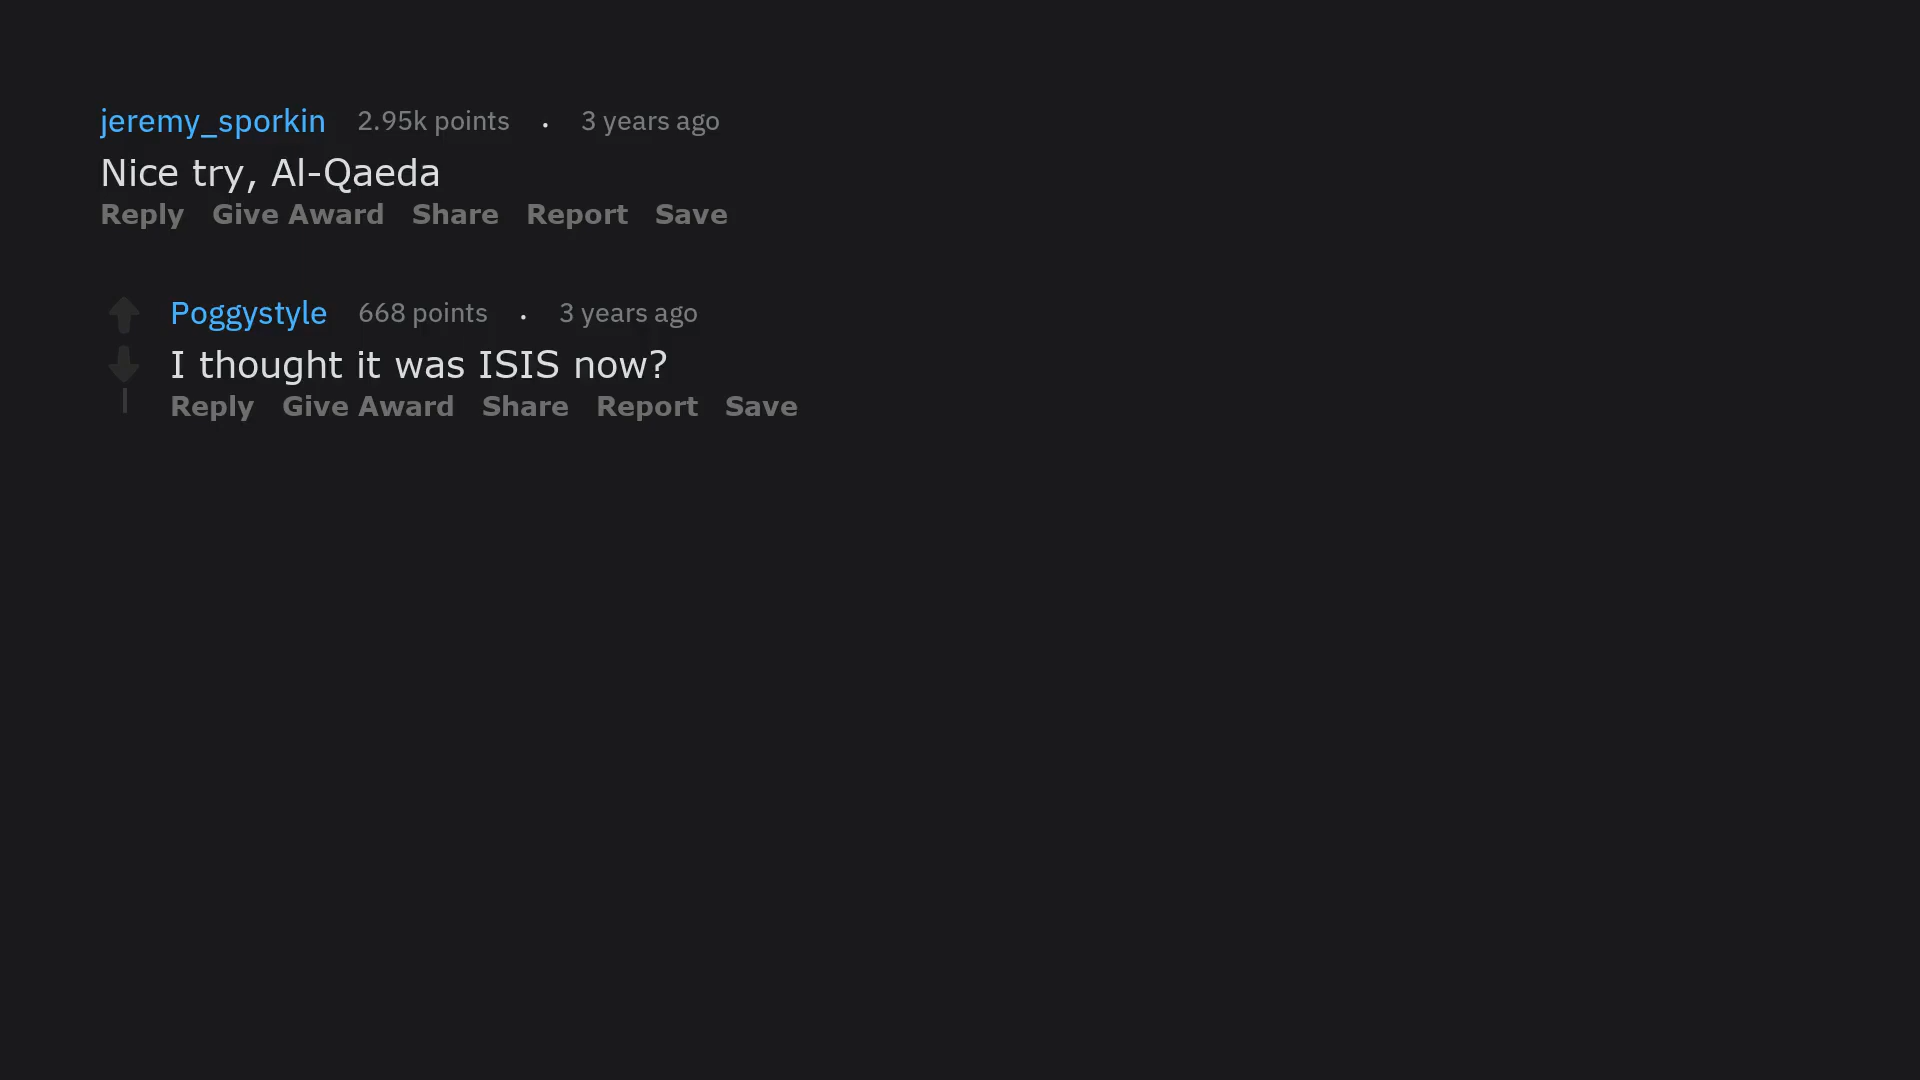 jeremy_sporkin 2.95k points . 3 years ago
Nice try, Al-Qaeda
Reply Give Award Share Report Save
Poggystyle 668 points . 3 years ago
I thought it was ISIS now?
Reply Give Award Share Report Save